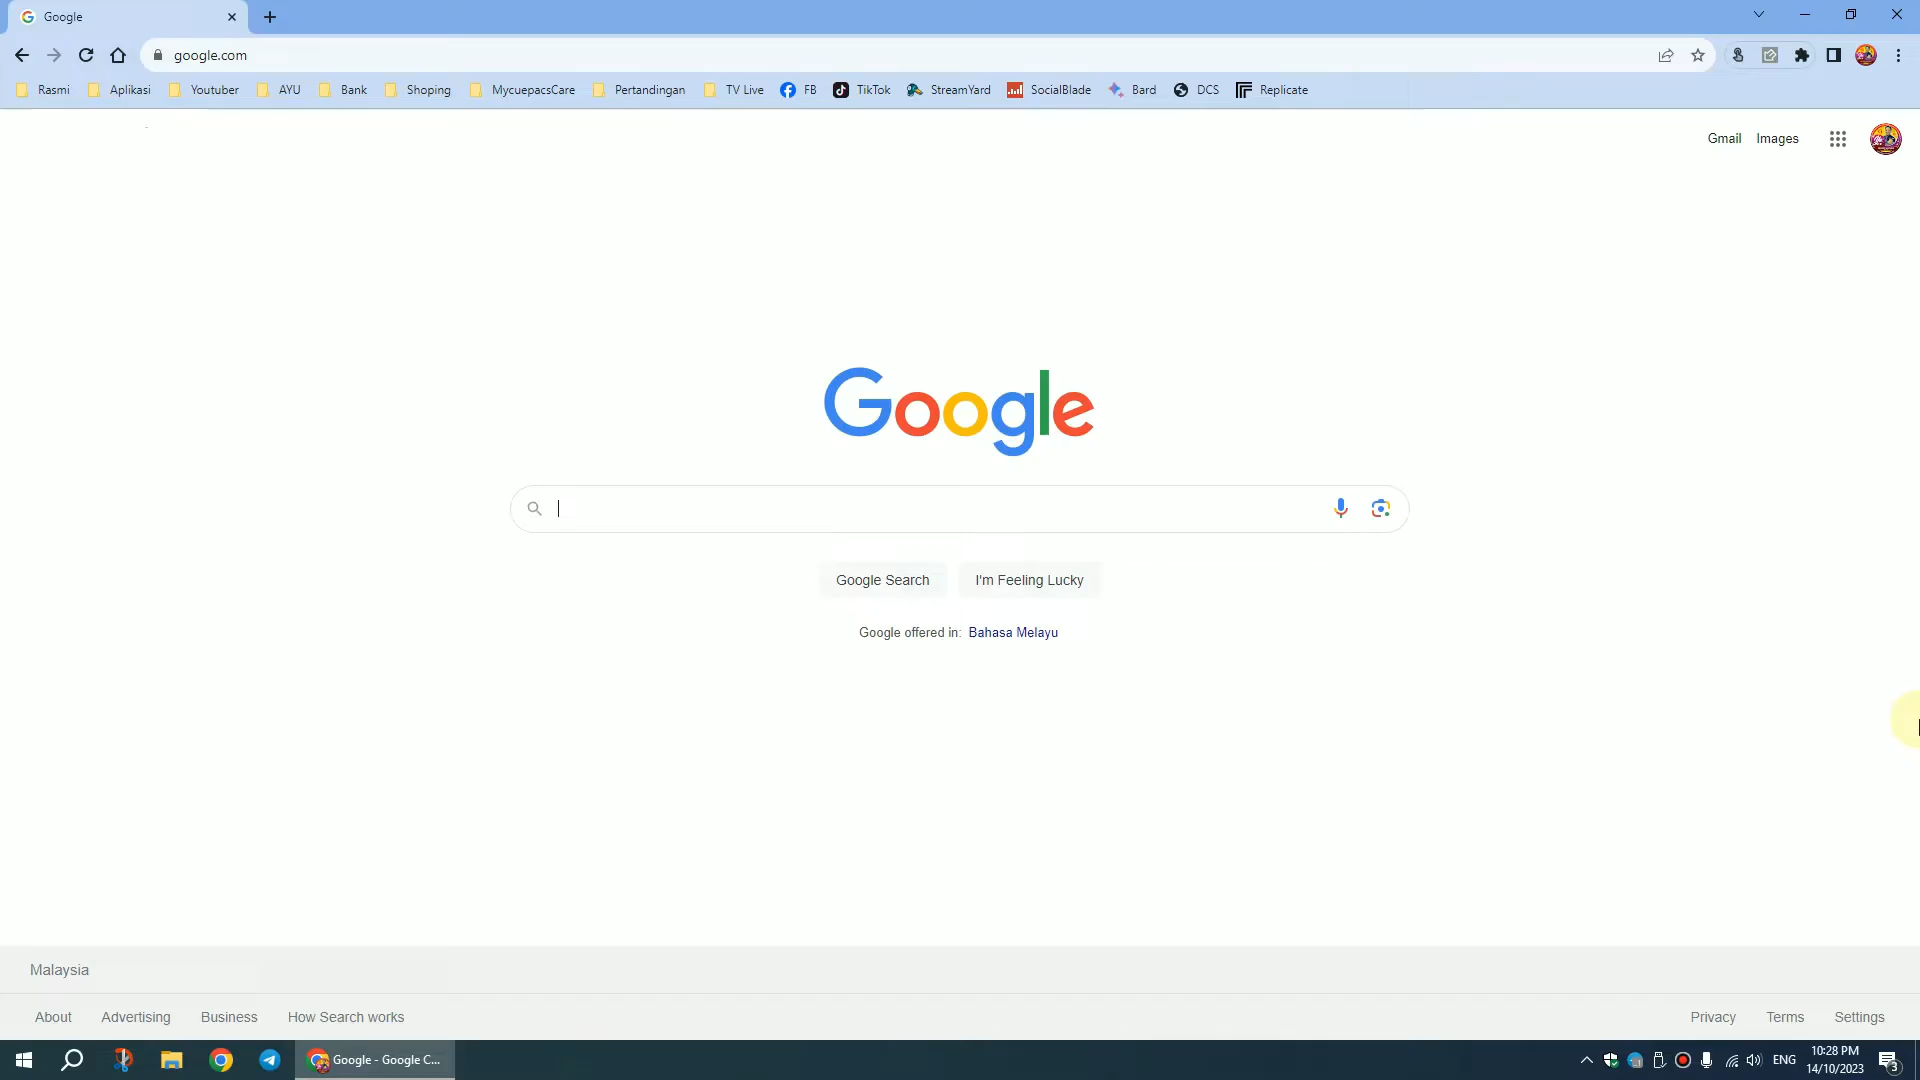 Google
google.com
Rasmi Aplikasi Youtuber AYU Bank Shoping MycuepacsCare Pertandingan TV Live FB TikTok StreamYard SocialBlade Bard DCS Replicate
Gmail Images
Google
Google Search I'm Feeling Lucky
Google offered in: Bahasa Melayu
Malaysia
About Advertising Business How Search works Privacy Terms Settings
Google - Google C... ENG 10:28 PM
14/10/2023 3